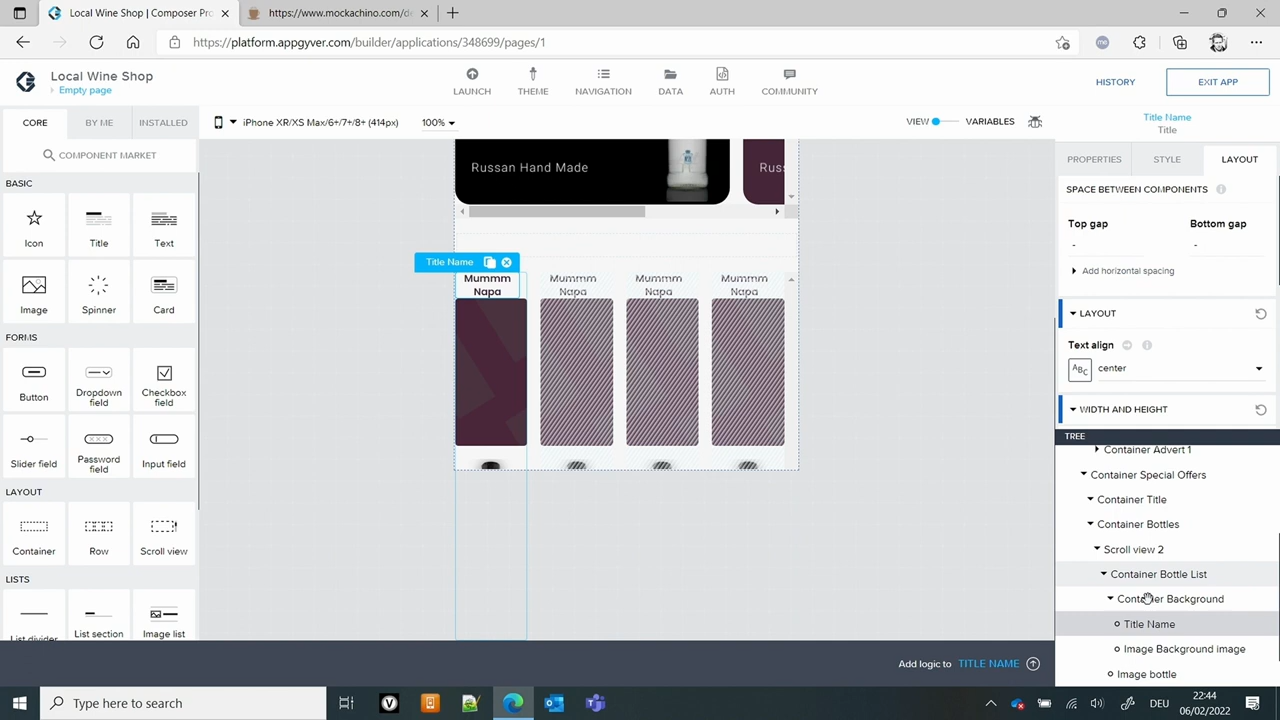 Local Wine Shop | Composer Pro
https://www.mockachino.com/de
https://platform.appgyver.com/builder/applications/348699/pages/1
Local Wine Shop
Empty page
LAUNCH
THEME
NAVIGATION
DATA
AUTH
COMMUNITY
HISTORY
EXIT APP
CORE
BY ME
INSTALLED
iPhone XR/XS Max/6+/7+/8+ (414px)
100%
VIEW
VARIABLES
Title Name
Title
COMPONENT MARKET
PROPERTIES
STYLE
LAYOUT
BASIC
Icon
Title
Text
Image
Spinner
Card
FORMS
Button
Dropdown field
Checkbox field
Slider field
Password field
Input field
LAYOUT
Container
Row
Scroll view
LISTS
List divider
List section
Image list
Russan Hand Made
Russ
Title Name
Mummm Napa
Mummm Napa
Mummm Napa
Mummm Napa
SPACE BETWEEN COMPONENTS
Top gap
Bottom gap
-
-
Add horizontal spacing
LAYOUT
Text align
ABC
center
WIDTH AND HEIGHT
TREE
Container Advert 1
Container Special Offers
Container Title
Container Bottles
Scroll view 2
Container Bottle List
Container Background
Title Name
Image Background image
Image bottle
Add logic to TITLE NAME
Type here to search
DEU
22:44
06/02/2022